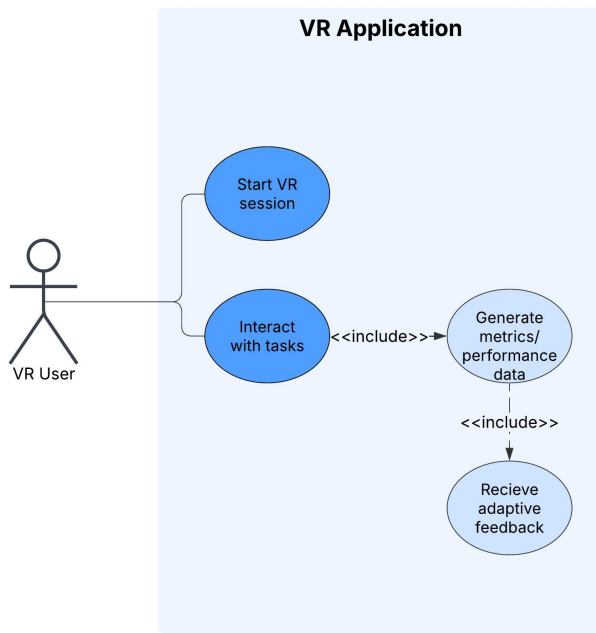 VR Application
Start VR
session
Interact
with tasks
<<include>>
Generate
metrics/
performance
data
VR User
<<include>>
Recieve
adaptive
feedback